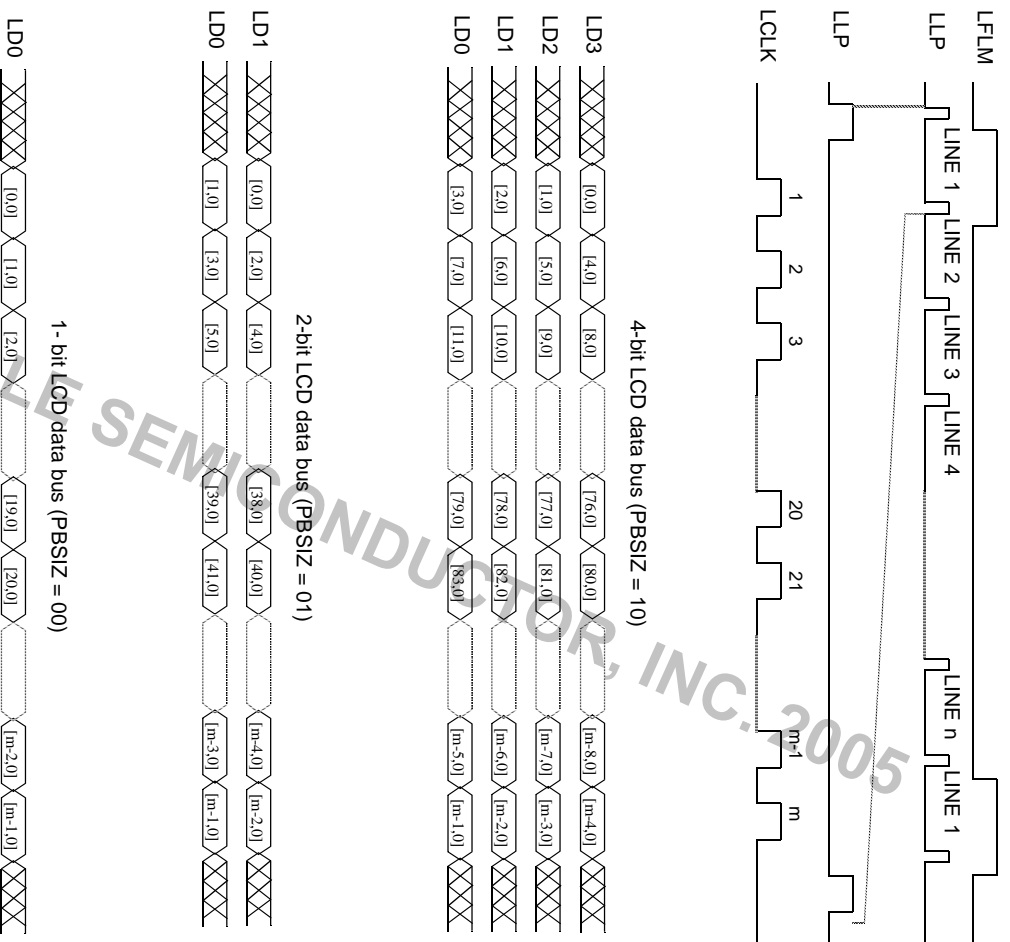 LFLM
LLP LINE 1 LINE 2 LINE 3 LINE 4 LINE n LINE 1
LLP
LCLK 1 2 3 20 21 m-1 m
4-bit LCD data bus (PBSIZ = 10)
LD3 [0,0] [4,0] [8,0] [76,0] [80,0] [m-8,0] [m-4,0]
LD2 [1,0] [5,0] [9,0] [77,0] [81,0] [m-7,0] [m-3,0]
LD1 [2,0] [6,0] [10,0] [78,0] [82,0] [m-6,0] [m-2,0]
LD0 [3,0] [7,0] [11,0] [79,0] [83,0] [m-5,0] [m-1,0]
2-bit LCD data bus (PBSIZ = 01)
LD1 [0,0] [2,0] [4,0] [38,0] [40,0] [m-4,0] [m-2,0]
LD0 [1,0] [3,0] [5,0] [39,0] [41,0] [m-3,0] [m-1,0]
1- bit LCD data bus (PBSIZ = 00)
LD0 [0,0] [1,0] [2,0] [19,0] [20,0] [m-2,0] [m-1,0]
LE SEMICONDUCTOR, INC. 2005